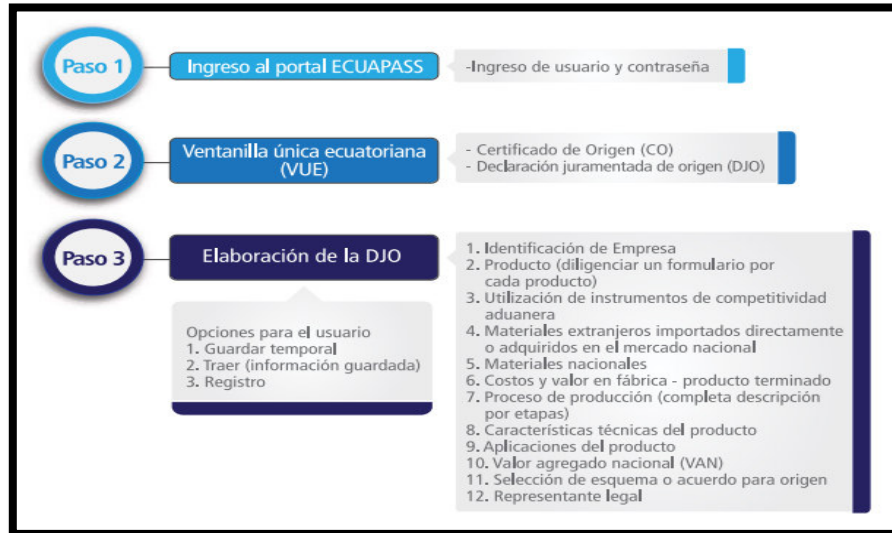 Paso 1
Ingreso al portal ECUAPASS
-Ingreso de usuario y contraseña
Paso 2
Ventanilla única ecuatoriana
(VUE)
- Certificado de Origen (CO)
- Declaración juramentada de origen (DJO)
Paso 3
Elaboración de la DJO
1. Identificación de Empresa
2. Producto (diligenciar un formulario por
cada producto)
3. Utilización de instrumentos de competitividad
aduanera
4. Materiales extranjeros importados directamente
o adquiridos en el mercado nacional
5. Materiales nacionales
6. Costos y valor en fábrica - producto terminado
7. Proceso de producción (completa descripción
por etapas)
8. Características técnicas del producto
9. Aplicaciones del producto
10. Valor agregado nacional (VAN)
11. Selección de esquema o acuerdo para origen
12. Representante legal
Opciones para el usuario
1. Guardar temporal
2. Traer (información guardada)
3. Registro